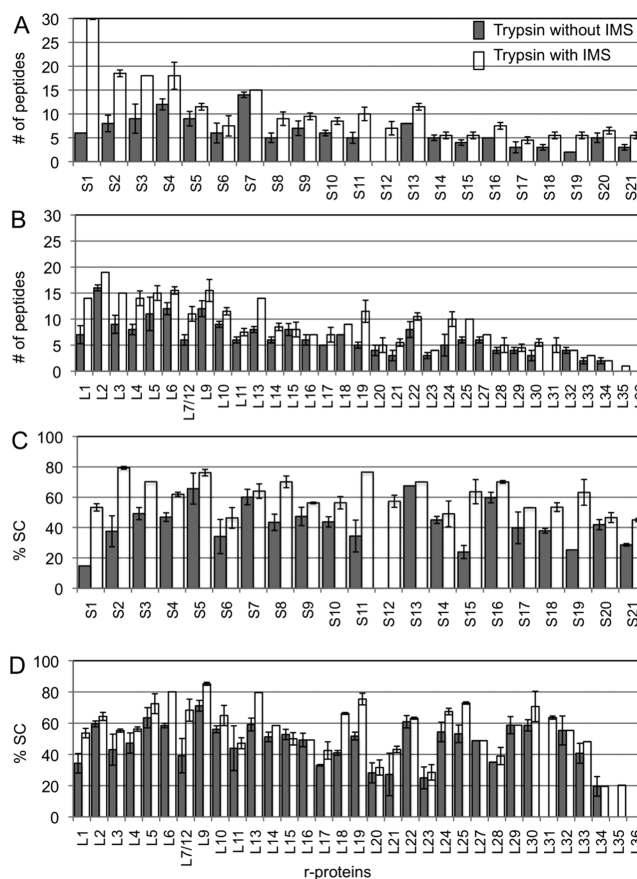 A
Trypsin without IMS
Trypsin with IMS
# of peptides
30
25
20
15
10
5
0
S1 S2 S3 S4 S5 S6 S7 S8 S9 S10 S11 S12 S13 S14 S15 S16 S17 S18 S19 S20 S21
B
# of peptides
30
25
20
15
10
5
0
L1 L2 L3 L4 L5 L6 L7/12 L9 L10 L11 L13 L14 L15 L16 L17 L18 L19 L20 L21 L22 L23 L24 L25 L27 L28 L29 L30 L31 L32 L33 L34 L35
C
% SC
100
80
60
40
20
0
S1 S2 S3 S4 S5 S6 S7 S8 S9 S10 S11 S12 S13 S14 S15 S16 S17 S18 S19 S20 S21
D
% SC
100
80
60
40
20
0
L1 L2 L3 L4 L5 L6 L7/12 L9 L10 L11 L13 L14 L15 L16 L17 L18 L19 L20 L21 L22 L23 L24 L25 L27 L28 L29 L30 L31 L32 L33 L34 L35 L36
r-proteins